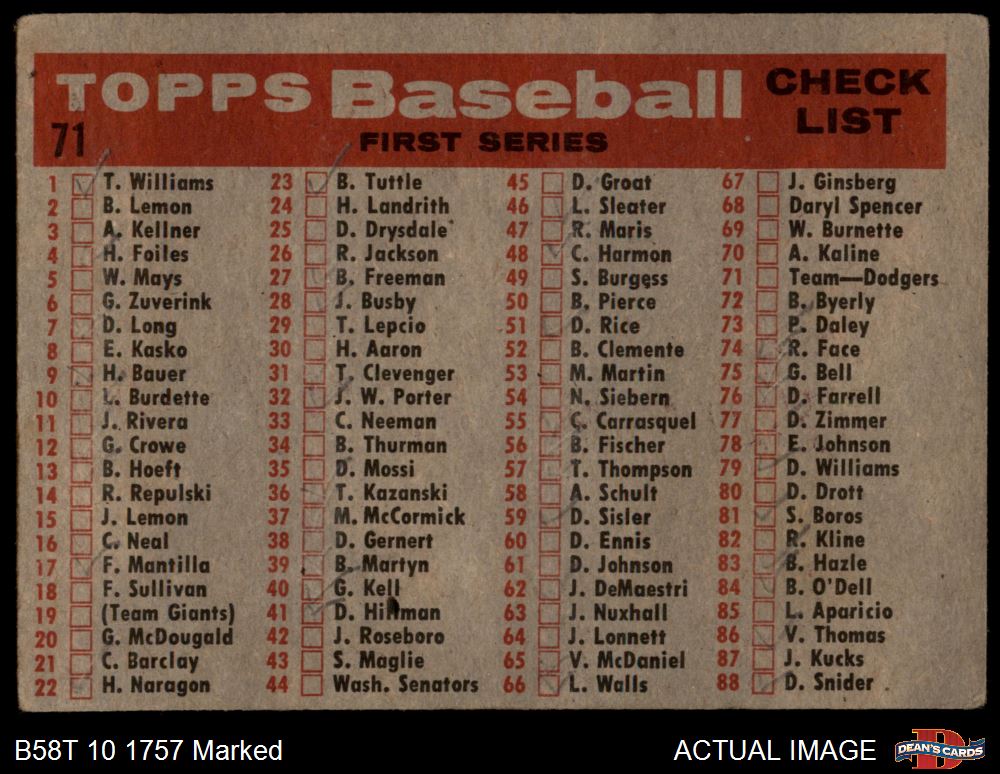 TOPPS Baseball CHECK LIST
71 FIRST SERIES
1 T. Williams
2 B. Lemon
3 A. Kellner
4 H. Foiles
5 W. Mays
6 G. Zuverink
7 D. Long
8 E. Kasko
9 H. Bauer
10 L. Burdette
11 J. Rivera
12 G. Crowe
13 B. Hoeft
14 R. Repulski
15 J. Lemon
16 C. Neal
17 F. Mantilla
18 F. Sullivan
19 (Team Giants)
20 G. McDougald
21 C. Barclay
22 H. Naragon
23 B. Tuttle
24 H. Landrith
25 D. Drysdale
26 R. Jackson
27 B. Freeman
28 J. Busby
29 T. Lepcio
30 H. Aaron
31 T. Clevenger
32 J. W. Porter
33 C. Neeman
34 B. Thurman
35 D. Mossi
36 T. Kazanski
37 M. McCormick
38 D. Gernert
39 B. Martyn
40 G. Kell
41 D. Hillman
42 J. Roseboro
43 S. Maglie
44 Wash. Senators
45 D. Groat
46 L. Sleater
47 R. Maris
48 C. Harmon
49 S. Burgess
50 B. Pierce
51 D. Rice
52 B. Clemente
53 M. Martin
54 N. Siebern
55 C. Carrasquel
56 B. Fischer
57 T. Thompson
58 A. Schult
59 D. Sisler
60 D. Ennis
61 D. Johnson
62 J. DeMaestri
63 J. Nuxhall
64 J. Lonnett
65 V. McDaniel
66 L. Walls
67 J. Ginsberg
68 Daryl Spencer
69 W. Burnette
70 A. Kaline
71 Team—Dodgers
72 B. Byerly
73 P. Daley
74 R. Face
75 G. Bell
76 D. Farrell
77 D. Zimmer
78 E. Johnson
79 D. Williams
80 D. Drott
81 S. Boros
82 R. Kline
83 B. Hazle
84 B. O'Dell
85 L. Aparicio
86 V. Thomas
87 J. Kucks
88 D. Snider
B58T 10 1757 Marked
ACTUAL IMAGE
DEAN'S CARDS